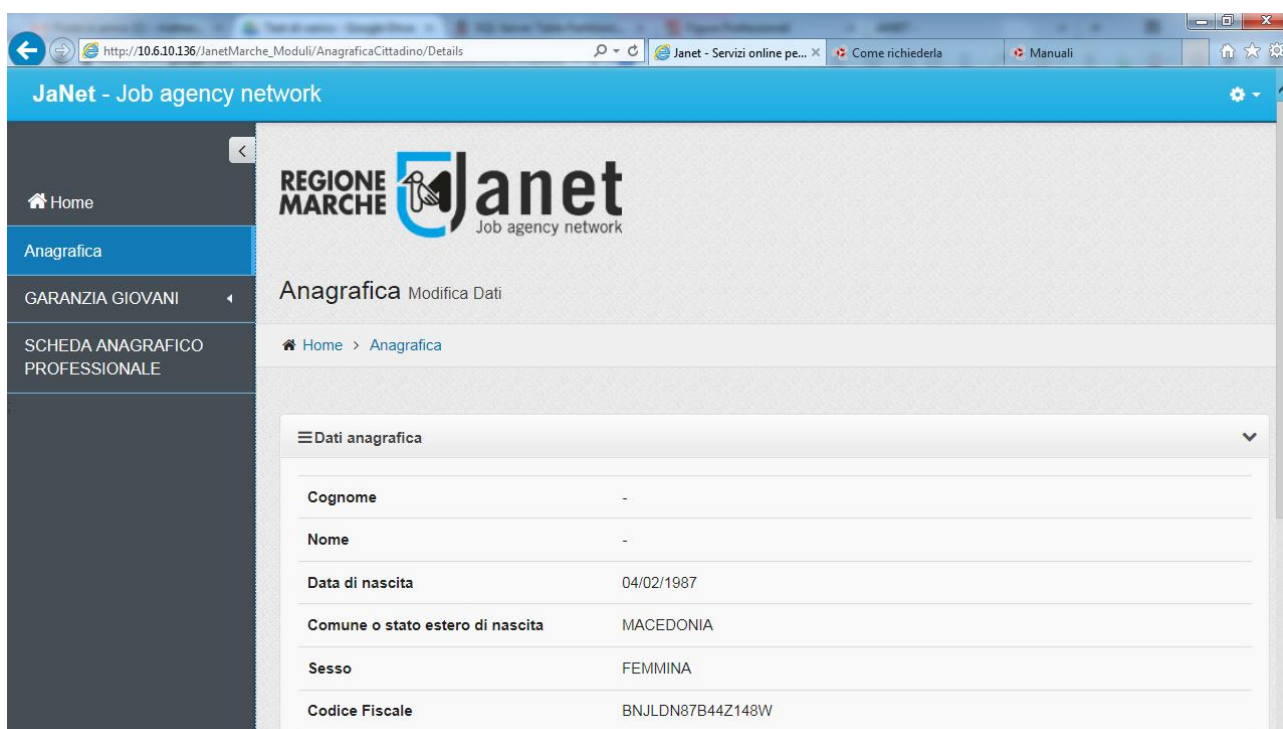 http://10.6.10.136/JanetMarche_Moduli/AnagraficaCittadino/Details
Janet - Servizi online pe...
Come richiederla
Manuali
JaNet - Job agency network
Home
Anagrafica
GARANZIA GIOVANI
SCHEDA ANAGRAFICO
PROFESSIONALE
REGIONE
MARCHE
Janet
Job agency network
Anagrafica Modifica Dati
Home > Anagrafica
Dati anagrafica
Cognome -
Nome -
Data di nascita 04/02/1987
Comune o stato estero di nascita MACEDONIA
Sesso FEMMINA
Codice Fiscale BNJLDN87B44Z148W